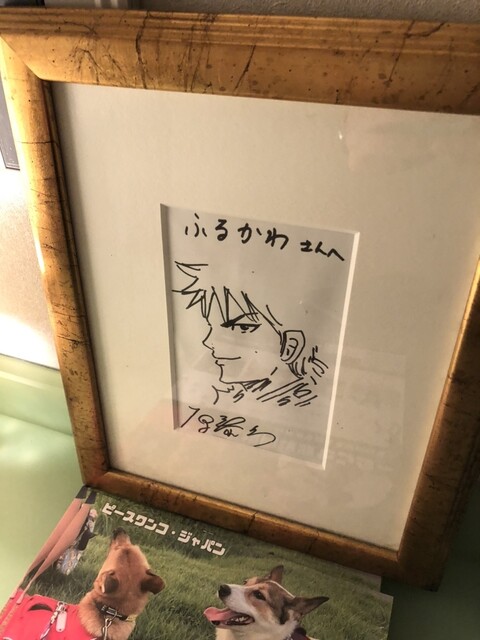 ふるかわ さんへ
ピースワンコ・ジャパン